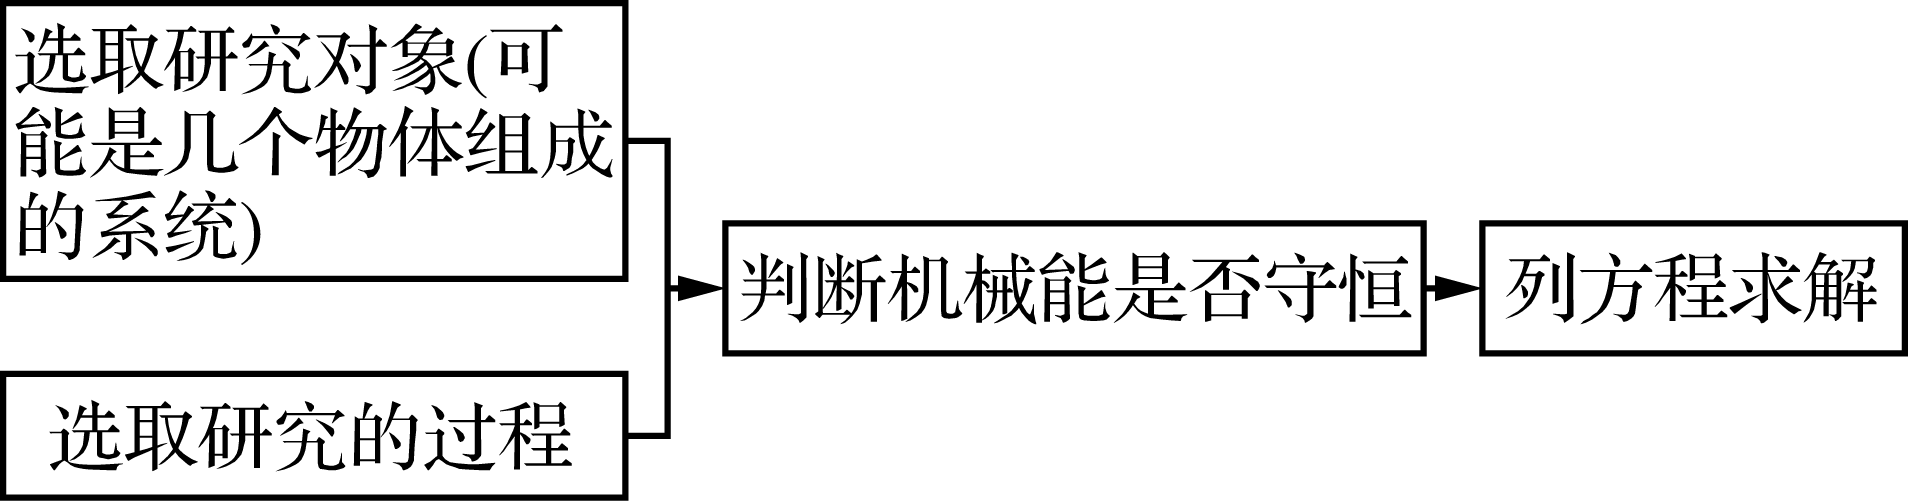 选取研究对象(可
能是几个物体组成
的系统)
选取研究的过程
判断机械能是否守恒
列方程求解